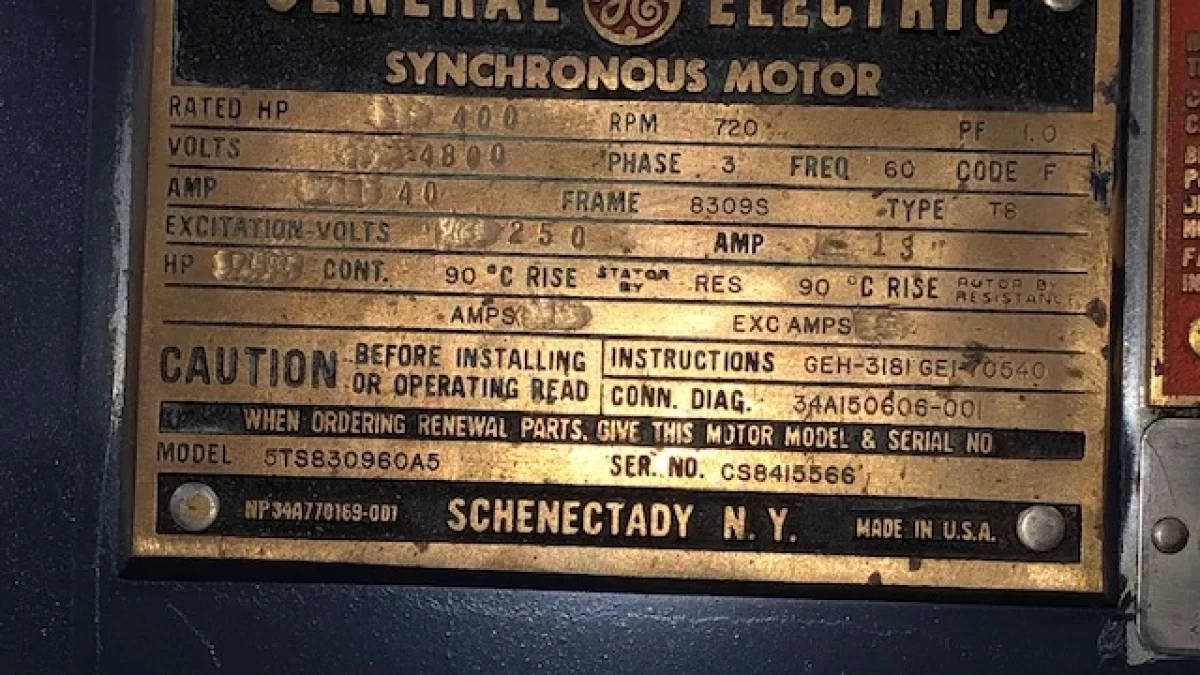 GENERAL ELECTRIC
SYNCHRONOUS MOTOR
RATED HP 400 RPM 720 PF 1.0
VOLTS 4800 PHASE 3 FREQ 60 CODE F
AMP 40 FRAME 8309S TYPE TS
EXCITATION-VOLTS 250 AMP 13
HP CONT. 90 °C RISE STATOR BY RES 90 °C RISE ROTOR BY RESISTANCE
AMPS EXC AMPS
CAUTION BEFORE INSTALLING OR OPERATING READ
INSTRUCTIONS GEH-3181 GEI-70540
CONN. DIAG. 34A150606-001
WHEN ORDERING RENEWAL PARTS. GIVE THIS MOTOR MODEL & SERIAL NO
MODEL 5TS830960A5 SER. NO. CS8415566
NP34A770169-001 SCHENECTADY N.Y. MADE IN U.S.A.